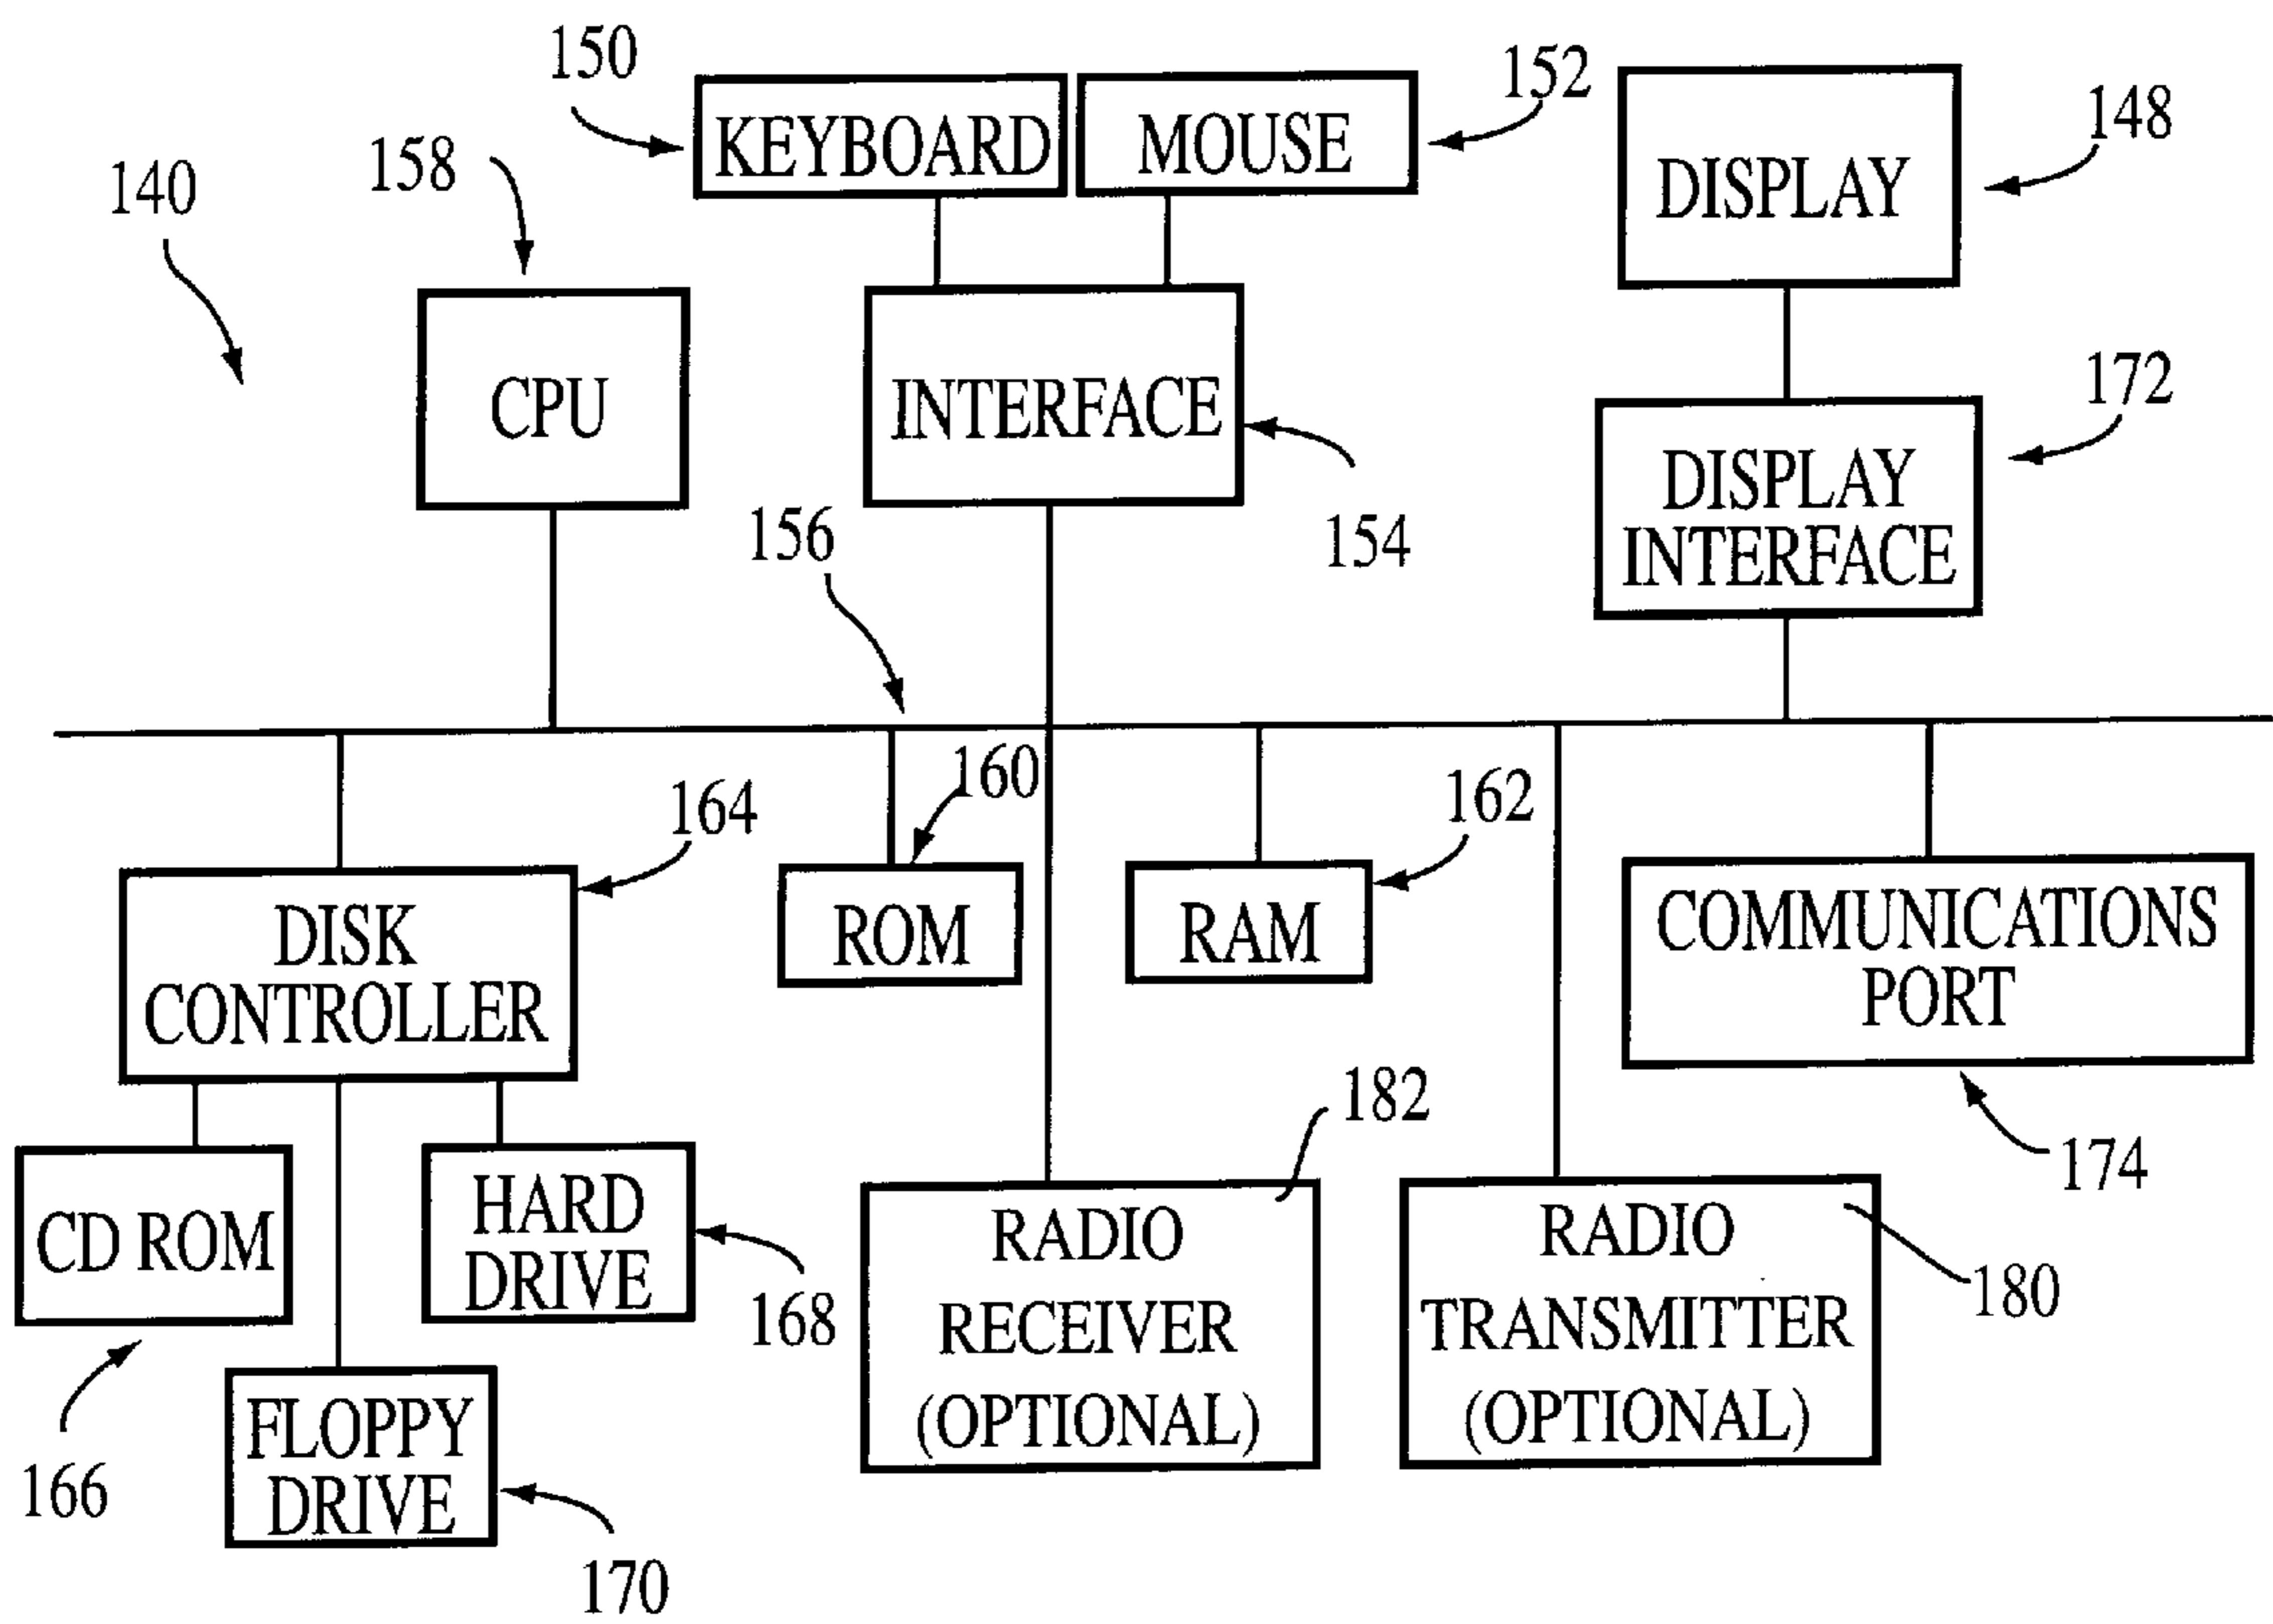 150
KEYBOARD
MOUSE
152
148
158
140
DISPLAY
CPU
INTERFACE
172
DISPLAY
INTERFACE
156
154
160
164
162
DISK
CONTROLLER
ROM
RAM
COMMUNICATIONS
PORT
182
174
CD ROM
HARD
DRIVE
168
RADIO
RECEIVER
(OPTIONAL)
RADIO
TRANSMITTER
(OPTIONAL)
180
166
FLOPPY
DRIVE
170